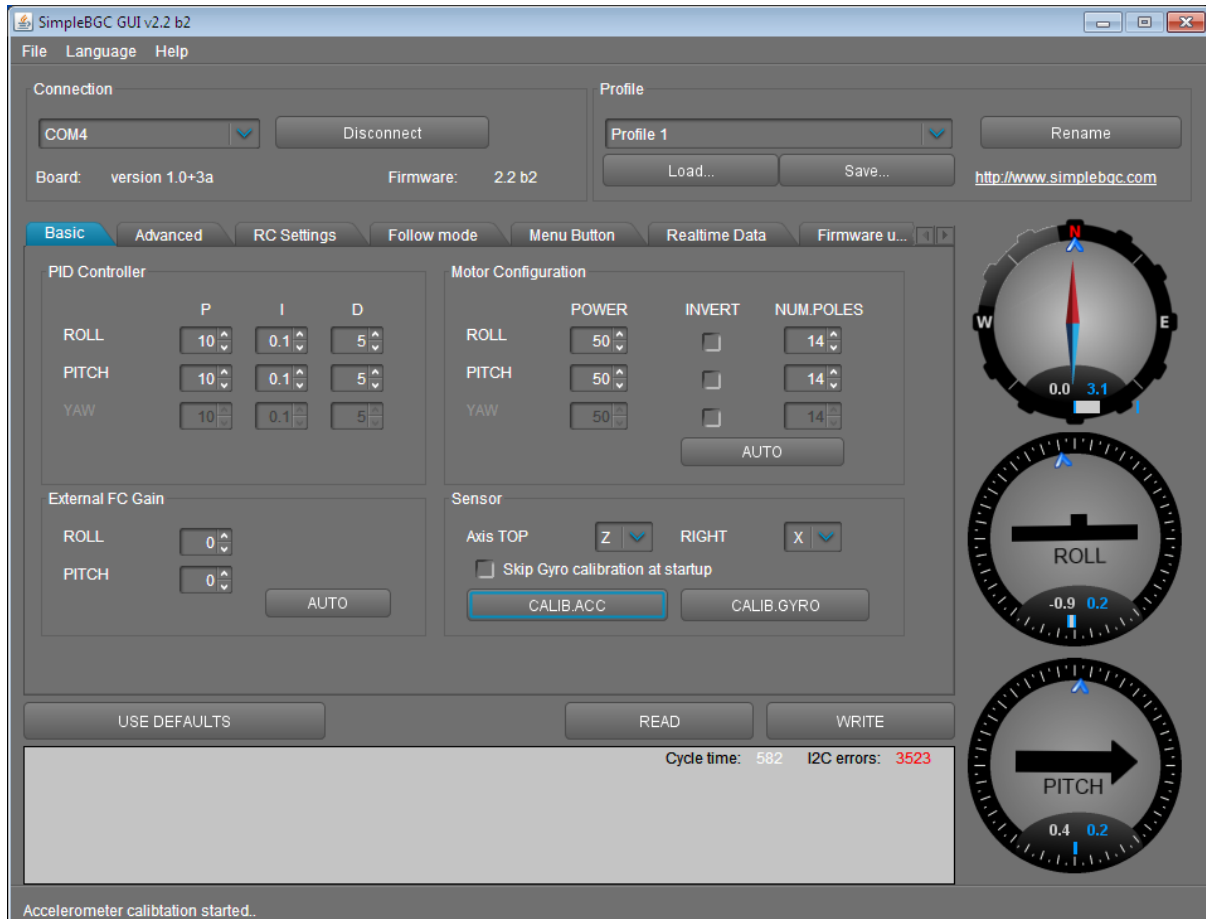 SimpleBGC GUI v2.2 b2
File Language Help
Connection
COM4 Disconnect
Board: version 1.0+3a Firmware: 2.2 b2
Profile
Profile 1 Rename
Load... Save... http://www.simplebgc.com
Basic Advanced RC Settings Follow mode Menu Button Realtime Data Firmware u...
PID Controller
P I D
ROLL 10 0.1 5
PITCH 10 0.1 5
YAW 10 0.1 5
Motor Configuration
POWER INVERT NUM.POLES
ROLL 50 14
PITCH 50 14
YAW 50 14
AUTO
External FC Gain
ROLL 0
PITCH 0
AUTO
Sensor
Axis TOP Z RIGHT X
Skip Gyro calibration at startup
CALIB.ACC CALIB.GYRO
N
W E
0.0 3.1
ROLL
-0.9 0.2
PITCH
0.4 0.2
USE DEFAULTS READ WRITE
Cycle time: 582 I2C errors: 3523
Accelerometer calibtation started..